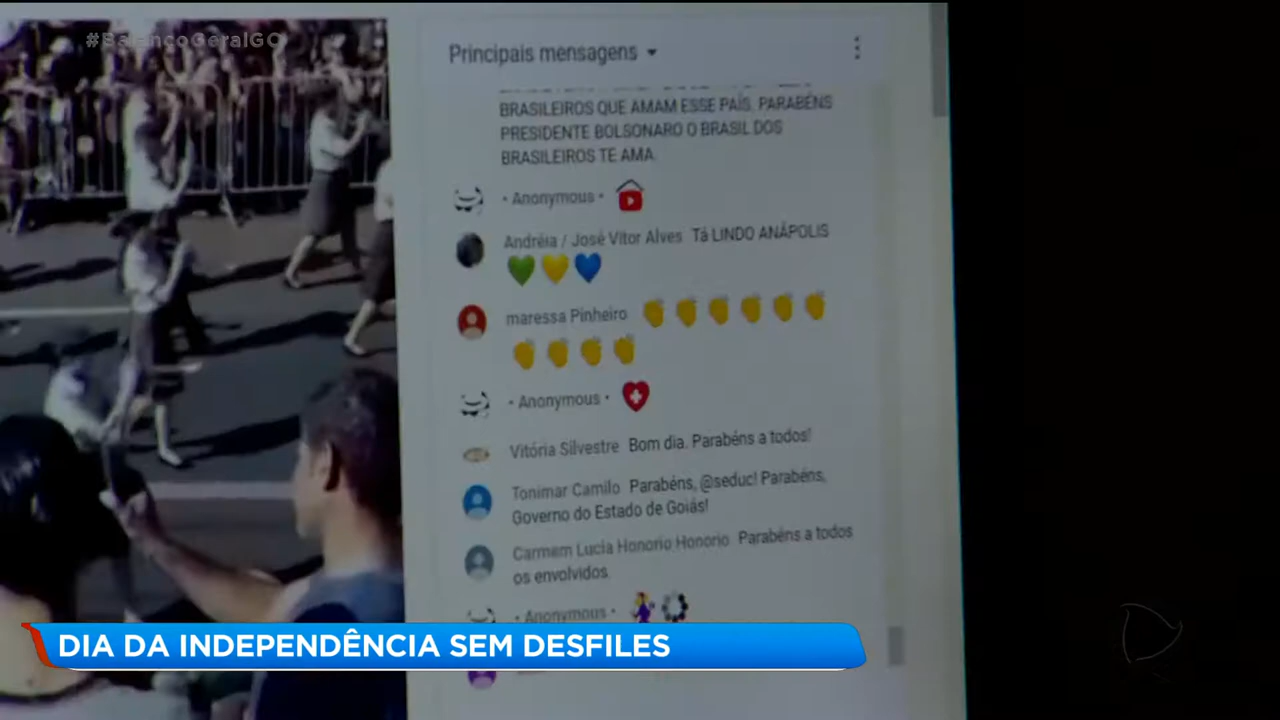 #BalançoGeralGO
Principais mensagens
BRASILEIROS QUE AMAM ESSE PAÍS. PARABÉNS
PRESIDENTE BOLSONARO O BRASIL DOS
BRASILEIROS TE AMA.
• Anonymous •
Andréia / José Vitor Alves Tá LINDO ANÁPOLIS
maressa Pinheiro
• Anonymous •
Vitória Silvestre Bom dia. Parabéns a todos!
Tonimar Camilo Parabéns, @seduc! Parabéns,
Governo do Estado de Goiás!
Carmem Lucia Honorio Honorio Parabéns a todos
os envolvidos.
• Anonymous •
DIA DA INDEPENDÊNCIA SEM DESFILES